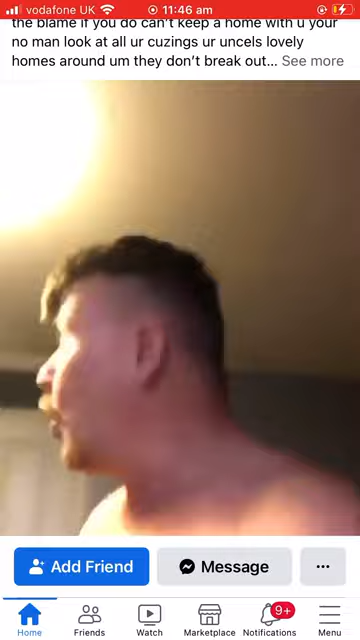 vodafone UK
11:46 am
the blame if you do can't keep a home with u your
no man look at all ur cuzings ur uncels lovely
homes around um they don't break out... See more
Add Friend
Message
...
9+
Home
Friends
Watch
Marketplace
Notifications
Menu